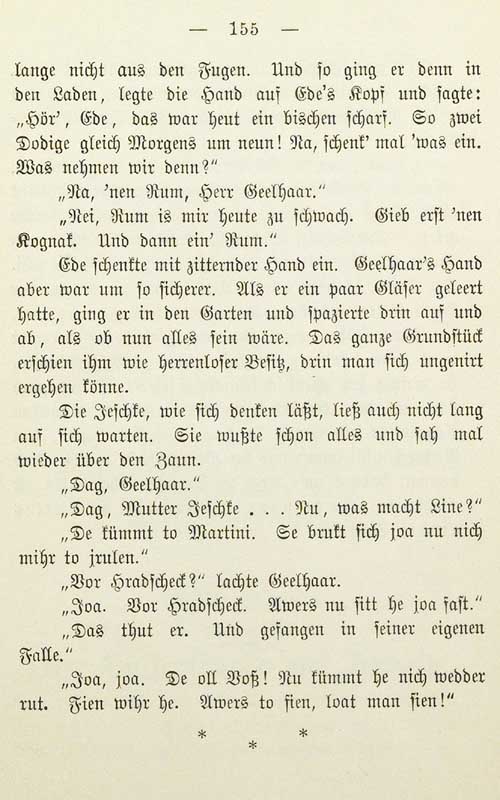 — 155 —
lange nicht aus den Fugen. Und so ging er denn in
den Laden, legte die Hand auf Ede's Kopf und sagte:
„Hör', Ede, das war heut ein bischen scharf. So zwei
Dodige gleich Morgens um neun! Na, schenk' mal 'was ein.
Was nehmen wir denn?“
„Na, 'nen Rum, Herr Geelhaar.“
„Nei, Rum is mir heute zu schwach. Gieb erst 'nen
Kognak. Und dann ein' Rum.“
Ede schenkte mit zitternder Hand ein. Geelhaar's Hand
aber war um so sicherer. Als er ein paar Gläser geleert
hatte, ging er in den Garten und spazierte drin auf und
ab, als ob nun alles sein wäre. Das ganze Grundstück
erschien ihm wie herrenloser Besitz, drin man sich ungenirt
ergehen könne.
Die Jeschke, wie sich denken läßt, ließ auch nicht lang
auf sich warten. Sie wußte schon alles und sah mal
wieder über den Zaun.
„Dag, Geelhaar.“
„Dag, Mutter Jeschke . . . Nu, was macht Line?“
„De kümmt to Martini. Se brukt sich joa nu nich
mihr to jrulen.“
„Vor Hradscheck?“ lachte Geelhaar.
„Joa. Vor Hradscheck. Awers nu sitt he joa fast.“
„Das thut er. Und gefangen in seiner eigenen
Falle.“
„Joa, joa. De oll Voß! Nu kümmt he nich wedder
rut. Fien wihr he. Awers to fien, loat man sien!“
* * *